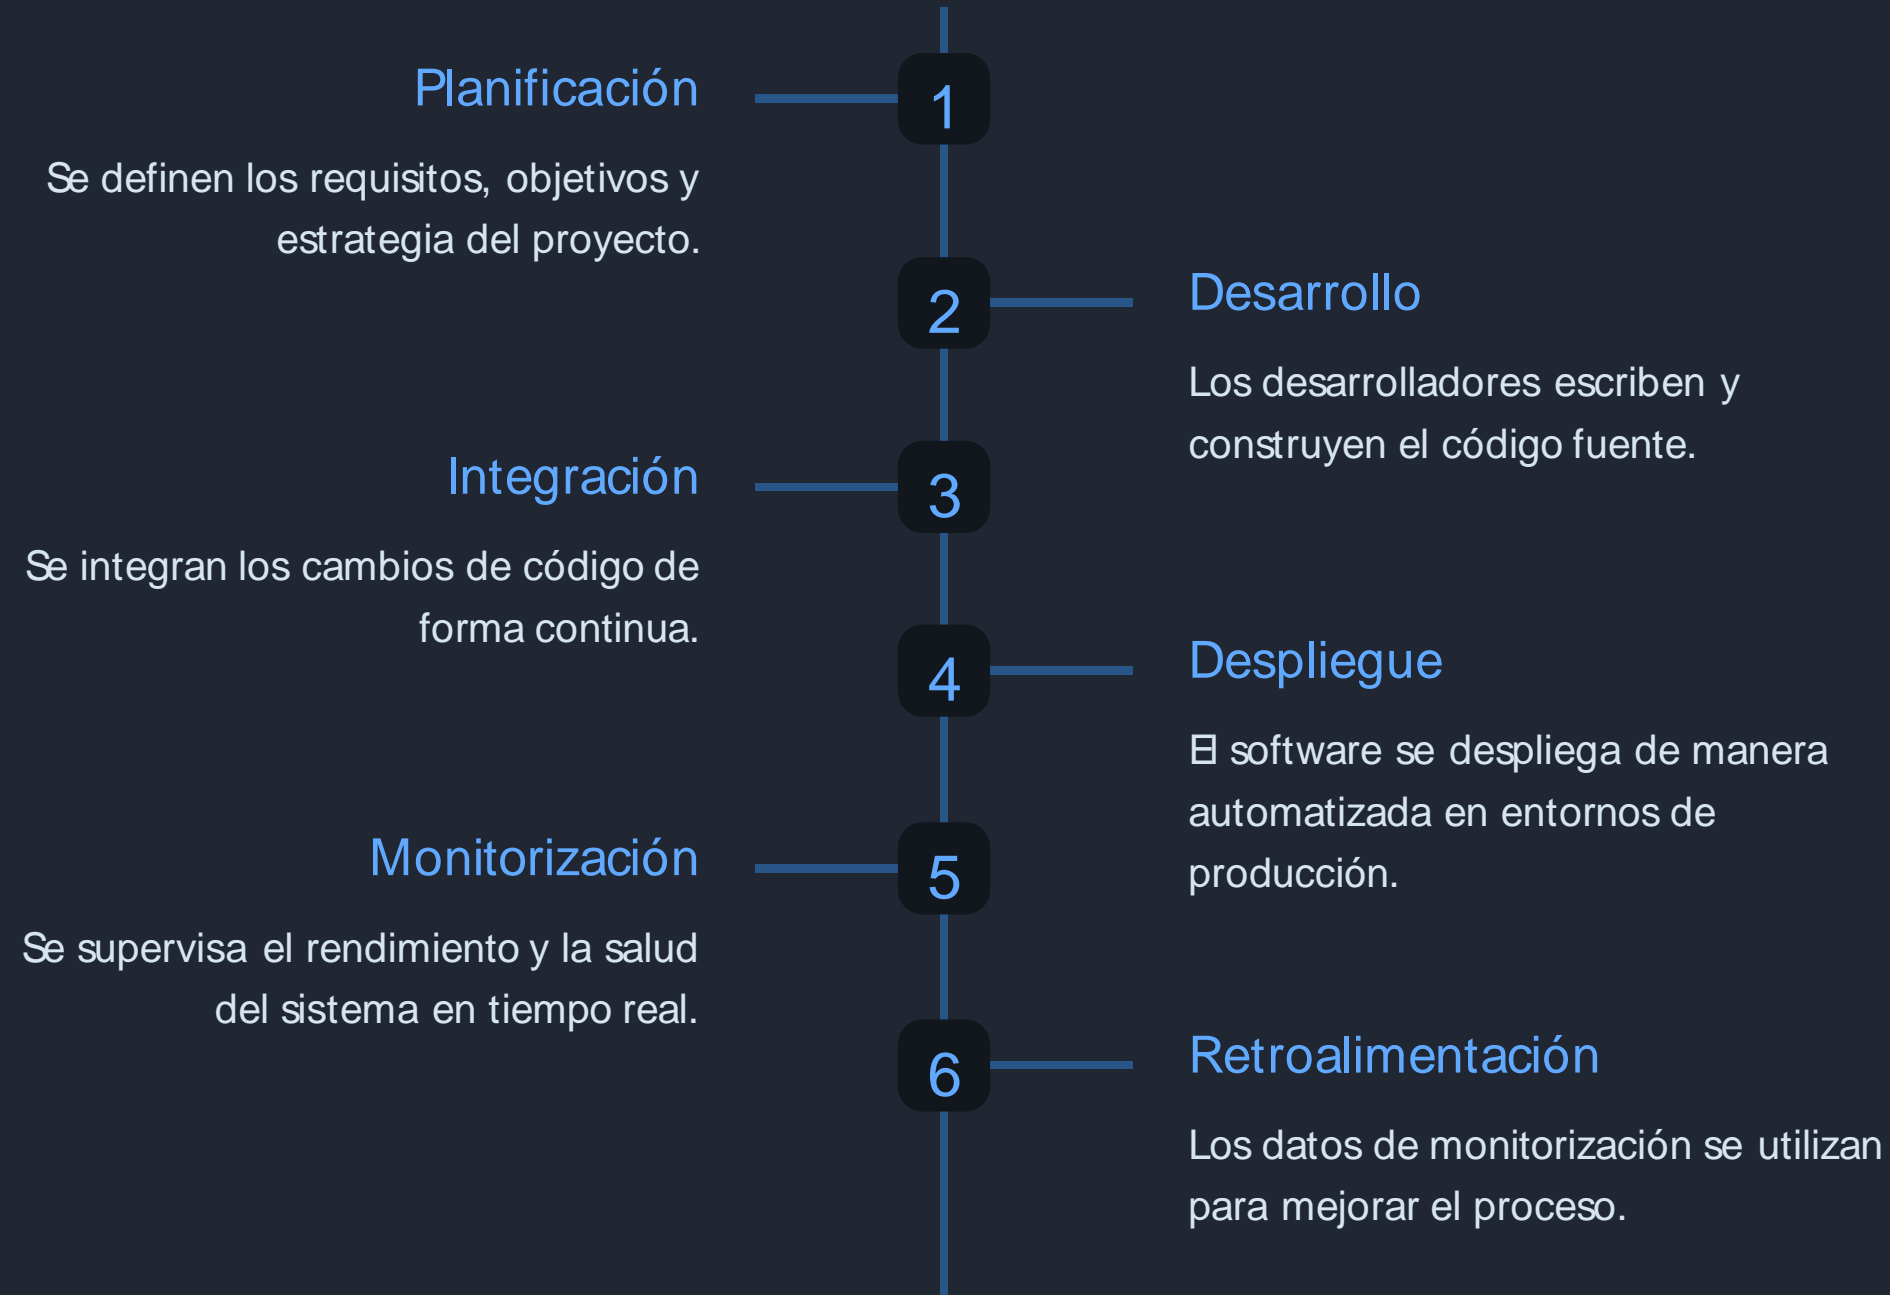 Planificación
1
Se definen los requisitos, objetivos y
estrategia del proyecto.
2
Desarrollo
Los desarrolladores escriben y
construyen el código fuente.
Integración
3
Se integran los cambios de código de
forma continua.
4
Despliegue
El software se despliega de manera
automatizada en entornos de
producción.
Monitorización
5
Se supervisa el rendimiento y la salud
del sistema en tiempo real.
6
Retroalimentación
Los datos de monitorización se utilizan
para mejorar el proceso.